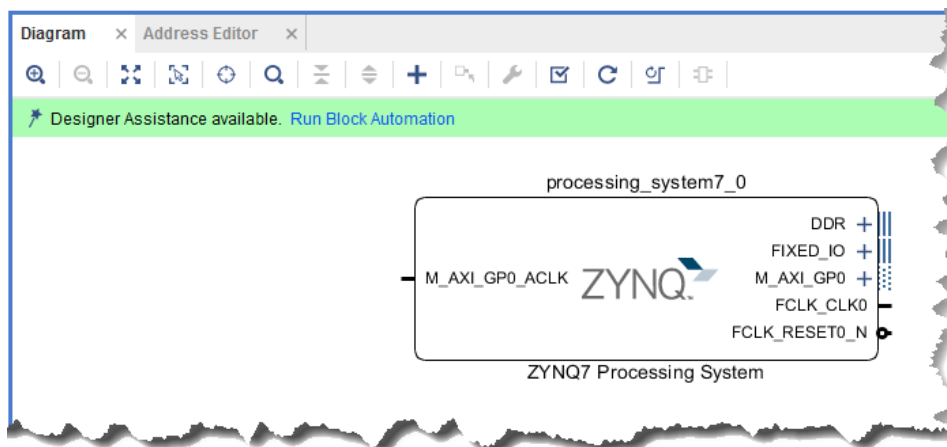 Diagram Address Editor
Designer Assistance available. Run Block Automation
processing_system7_0
DDR
FIXED_IO
M_AXI_GP0_ACLK ZYNQ. M_AXI_GP0
FCLK_CLK0
FCLK_RESET0_N
ZYNQ7 Processing System